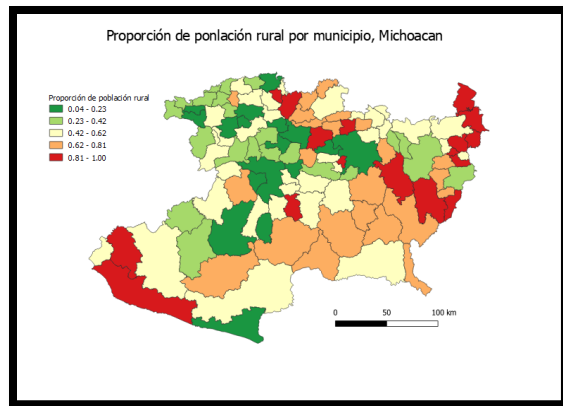 Proporción de ponlación rural por municipio, Michoacan
Proporción de población rural
0.04 - 0.23
0.23 - 0.42
0.42 - 0.62
0.62 - 0.81
0.81 - 1.00
0 50 100 km